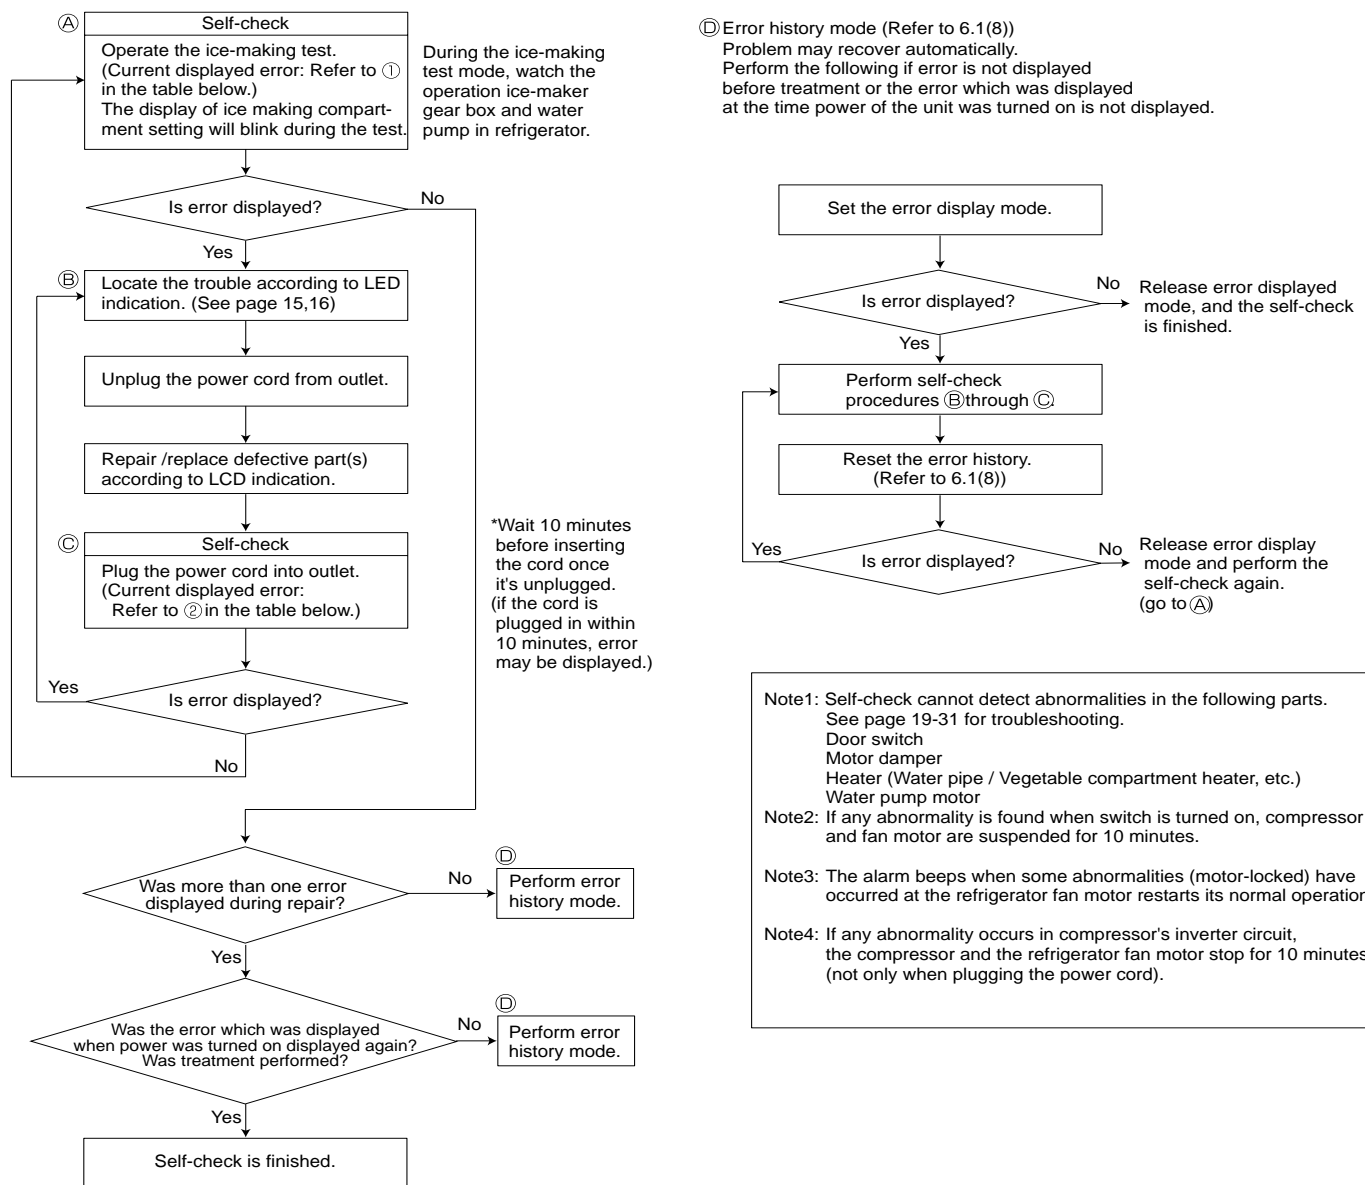 Ⓐ Self-check
Operate the ice-making test.
(Current displayed error: Refer to ①
in the table below.)
The display of ice making compart-
ment setting will blink during the test.
During the ice-making
test mode, watch the
operation ice-maker
gear box and water
pump in refrigerator.
Is error displayed?
No
Yes
Ⓑ Locate the trouble according to LED
indication. (See page 15,16)
Unplug the power cord from outlet.
Repair /replace defective part(s)
according to LCD indication.
Ⓒ Self-check
Plug the power cord into outlet.
(Current displayed error:
Refer to ② in the table below.)
*Wait 10 minutes
before inserting
the cord once
it's unplugged.
(if the cord is
plugged in within
10 minutes, error
may be displayed.)
Yes
Is error displayed?
No
Was more than one error
displayed during repair?
No
Ⓓ
Perform error
history mode.
Yes
Was the error which was displayed
when power was turned on displayed again?
Was treatment performed?
No
Ⓓ
Perform error
history mode.
Yes
Self-check is finished.
Ⓓ Error history mode (Refer to 6.1(8))
Problem may recover automatically.
Perform the following if error is not displayed
before treatment or the error which was displayed
at the time power of the unit was turned on is not displayed.
Set the error display mode.
Is error displayed?
No
Release error displayed
mode, and the self-check
is finished.
Yes
Perform self-check
procedures Ⓑ through Ⓒ.
Reset the error history.
(Refer to 6.1(8))
Yes
Is error displayed?
No
Release error display
mode and perform the
self-check again.
(go to Ⓐ)
Note1: Self-check cannot detect abnormalities in the following parts.
See page 19-31 for troubleshooting.
Door switch
Motor damper
Heater (Water pipe / Vegetable compartment heater, etc.)
Water pump motor
Note2: If any abnormality is found when switch is turned on, compressor
and fan motor are suspended for 10 minutes.
Note3: The alarm beeps when some abnormalities (motor-locked) have
occurred at the refrigerator fan motor restarts its normal operation
Note4: If any abnormality occurs in compressor's inverter circuit,
the compressor and the refrigerator fan motor stop for 10 minutes
(not only when plugging the power cord).